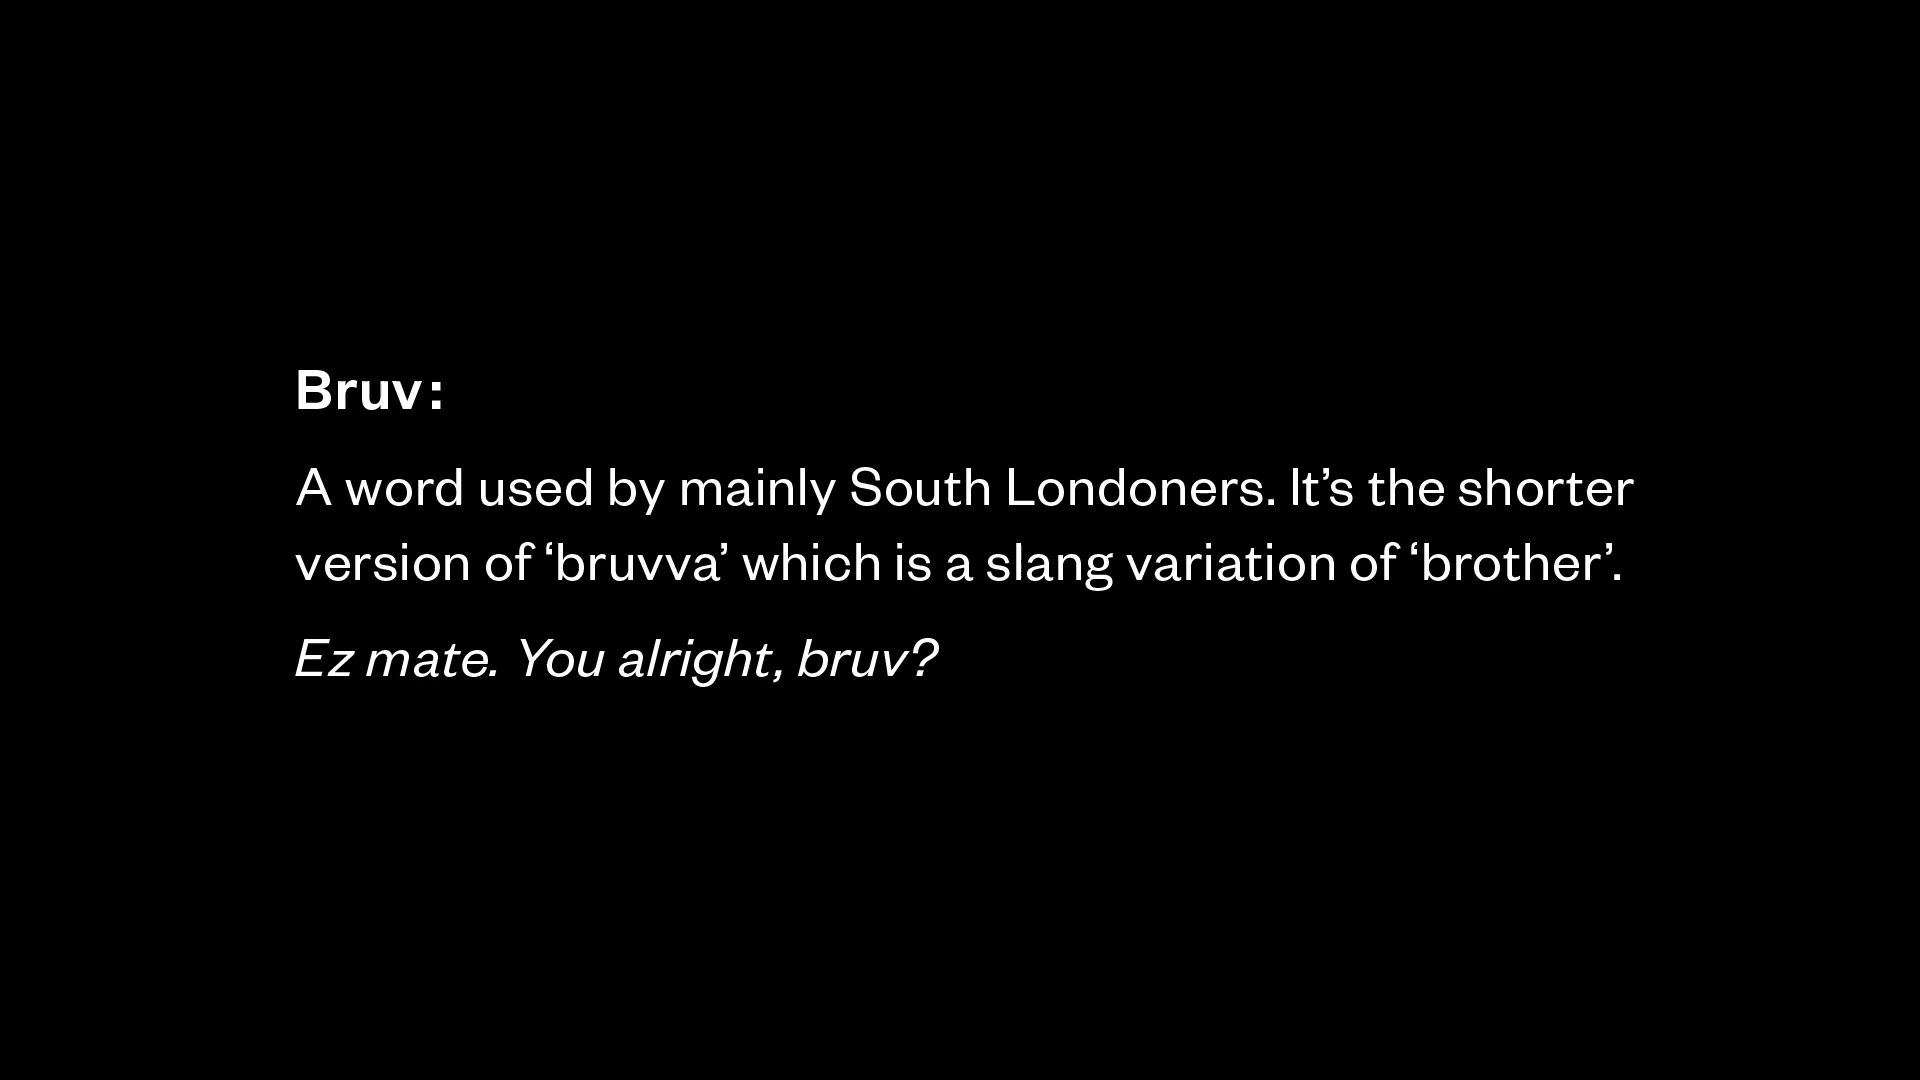 Bruv:
A word used by mainly South Londoners. It’s the shorter
version of ‘bruvva’ which is a slang variation of ‘brother’.
Ez mate. You alright, bruv?